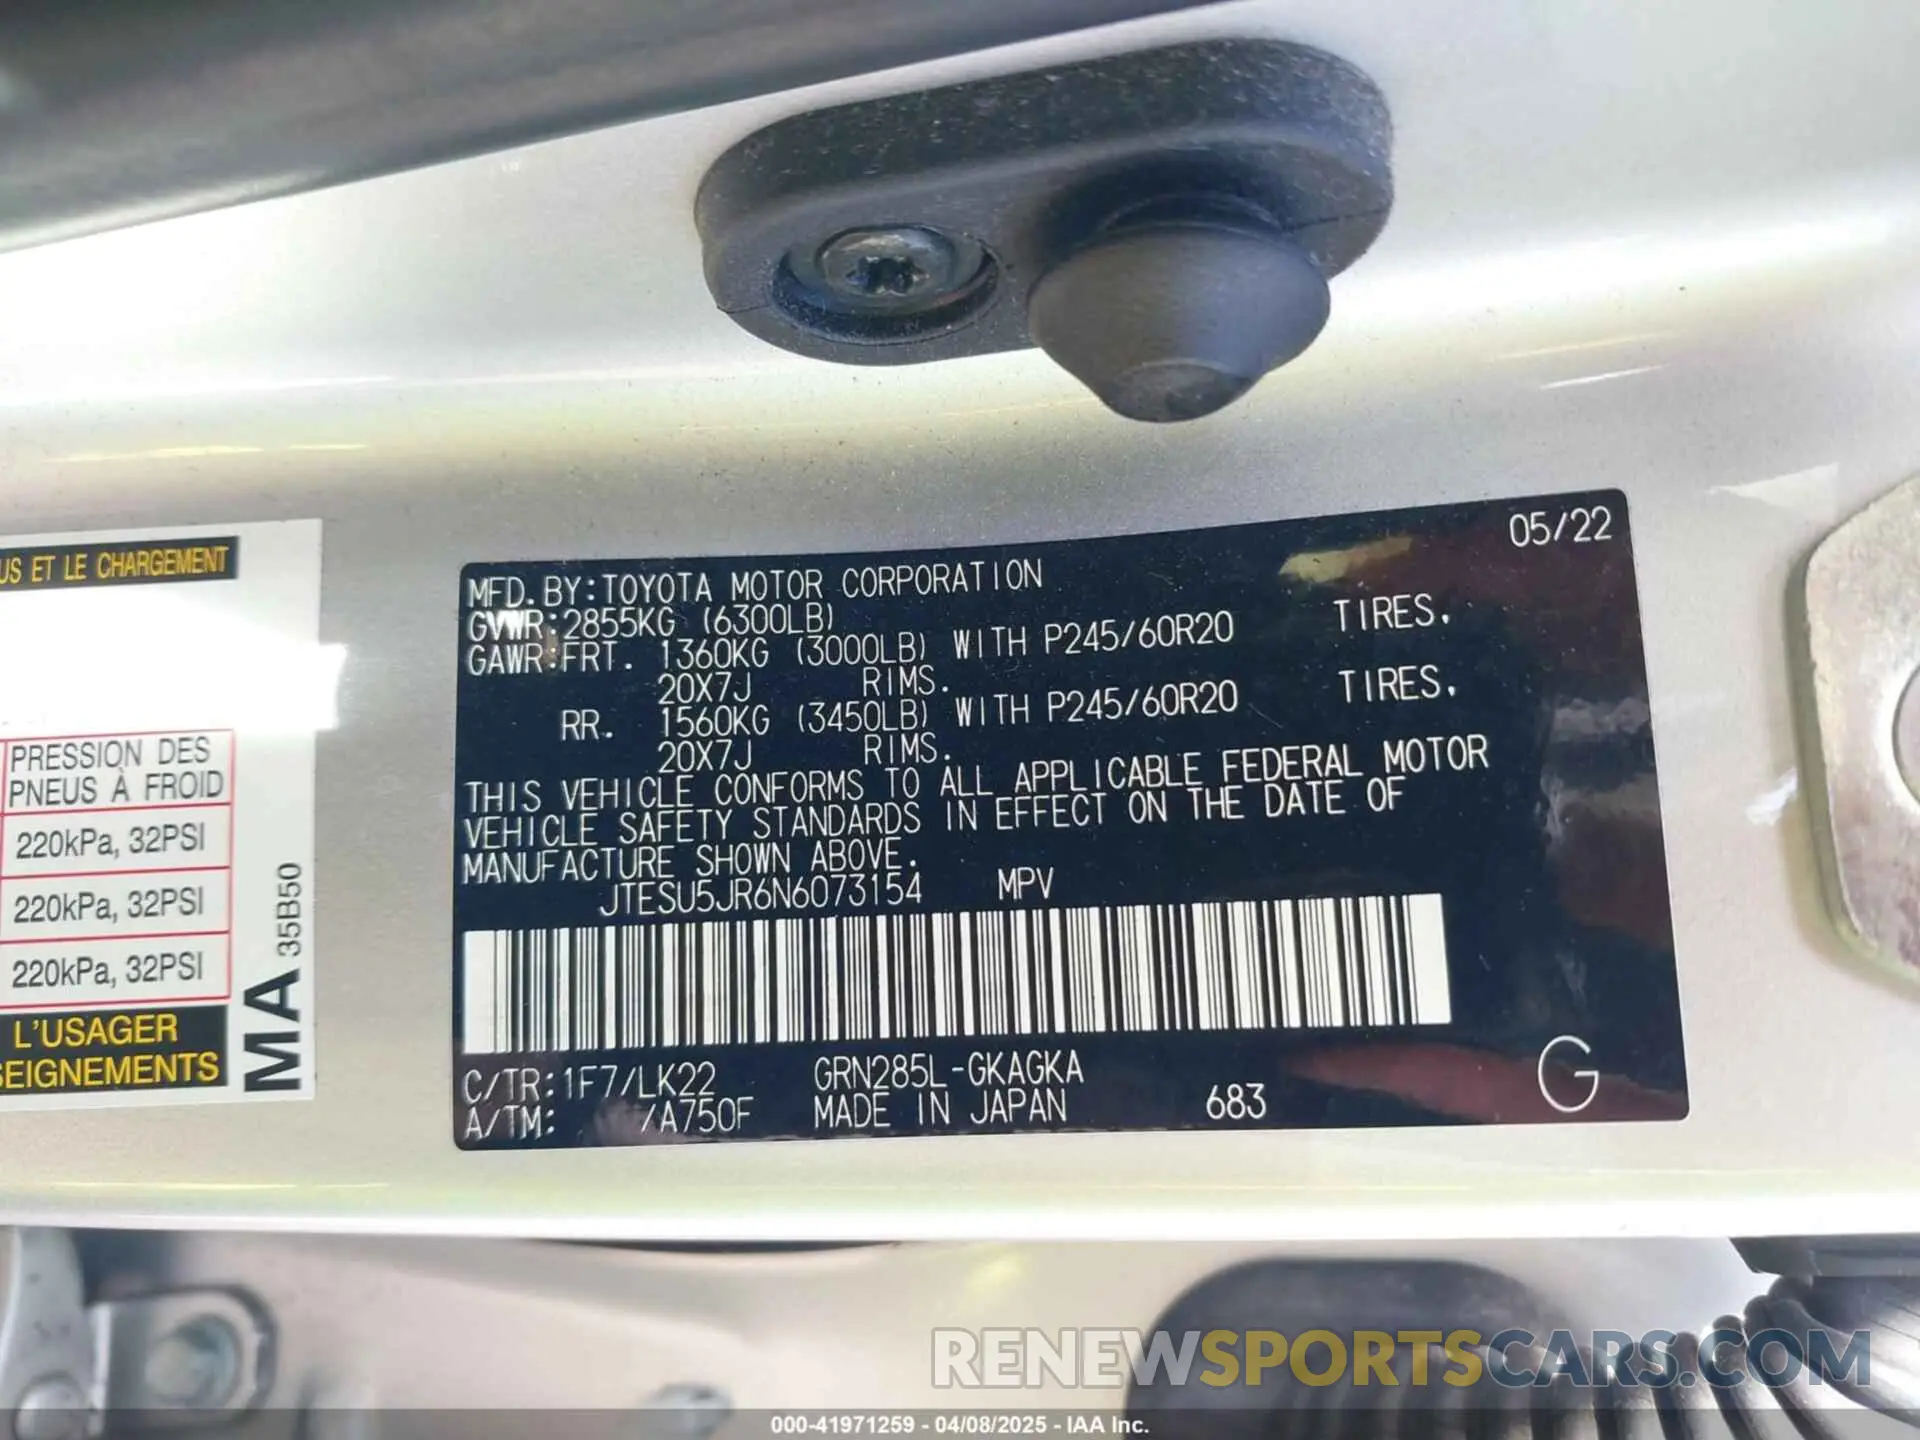 US ET LE CHARGEMENT
PRESSION DES
PNEUS À FROID
220kPa, 32PSI
220kPa, 32PSI
220kPa, 32PSI
L'USAGER
SEIGNEMENTS
MA 35B50
05/22
MFD.BY:TOYOTA MOTOR CORPORATION
GVWR:2855KG (6300LB)
GAWR:FRT. 1360KG (3000LB) WITH P245/60R20 TIRES.
20X7J RIMS.
RR. 1560KG (3450LB) WITH P245/60R20 TIRES.
20X7J RIMS.
THIS VEHICLE CONFORMS TO ALL APPLICABLE FEDERAL MOTOR
VEHICLE SAFETY STANDARDS IN EFFECT ON THE DATE OF
MANUFACTURE SHOWN ABOVE.
JTESU5JR6N6073154 MPV
C/TR:1F7/LK22 GRN285L-GKAGKA
A/TM: /A750F MADE IN JAPAN 683 G
RENEWSPORTSCARS.COM
000-41971259 - 04/08/2025 - IAA Inc.